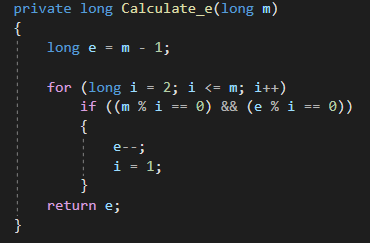 private long Calculate_e(long m)
{
long e = m - 1;
for (long i = 2; i <= m; i++)
if ((m % i == 0) && (e % i == 0))
{
e--;
i = 1;
}
return e;
}